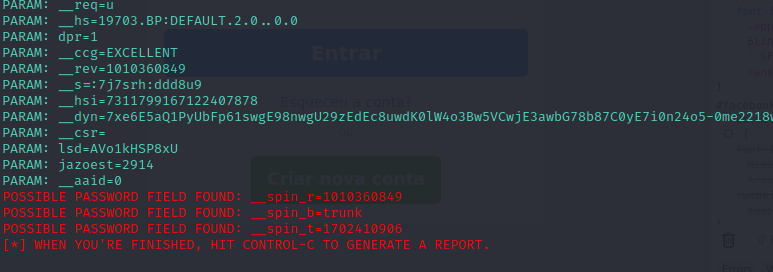 PARAM: __req=u
PARAM: __hs=19703.BP:DEFAULT.2.0..0.0
PARAM: dpr=1
PARAM: __ccg=EXCELLENT
PARAM: __rev=1010360849
PARAM: __s=:7j7srh:ddd8u9
PARAM: __hsi=7311799167122407878
PARAM: __dyn=7xe6E5aQ1PyUbFp61swgE98nwgU29zEdEc8uwdK0lW4o3Bw5VCwjE3awbG78b87C0yE7i0n24o5-0me2218w
PARAM: __csr=
PARAM: lsd=AVo1kHSP8xU
PARAM: jazoest=2914
PARAM: __aaid=0
POSSIBLE PASSWORD FIELD FOUND: __spin_r=1010360849
POSSIBLE PASSWORD FIELD FOUND: __spin_b=trunk
POSSIBLE PASSWORD FIELD FOUND: __spin_t=1702410906
[*] WHEN YOU'RE FINISHED, HIT CONTROL-C TO GENERATE A REPORT.
Entrar
Esqueceu a conta?
Criar nova conta